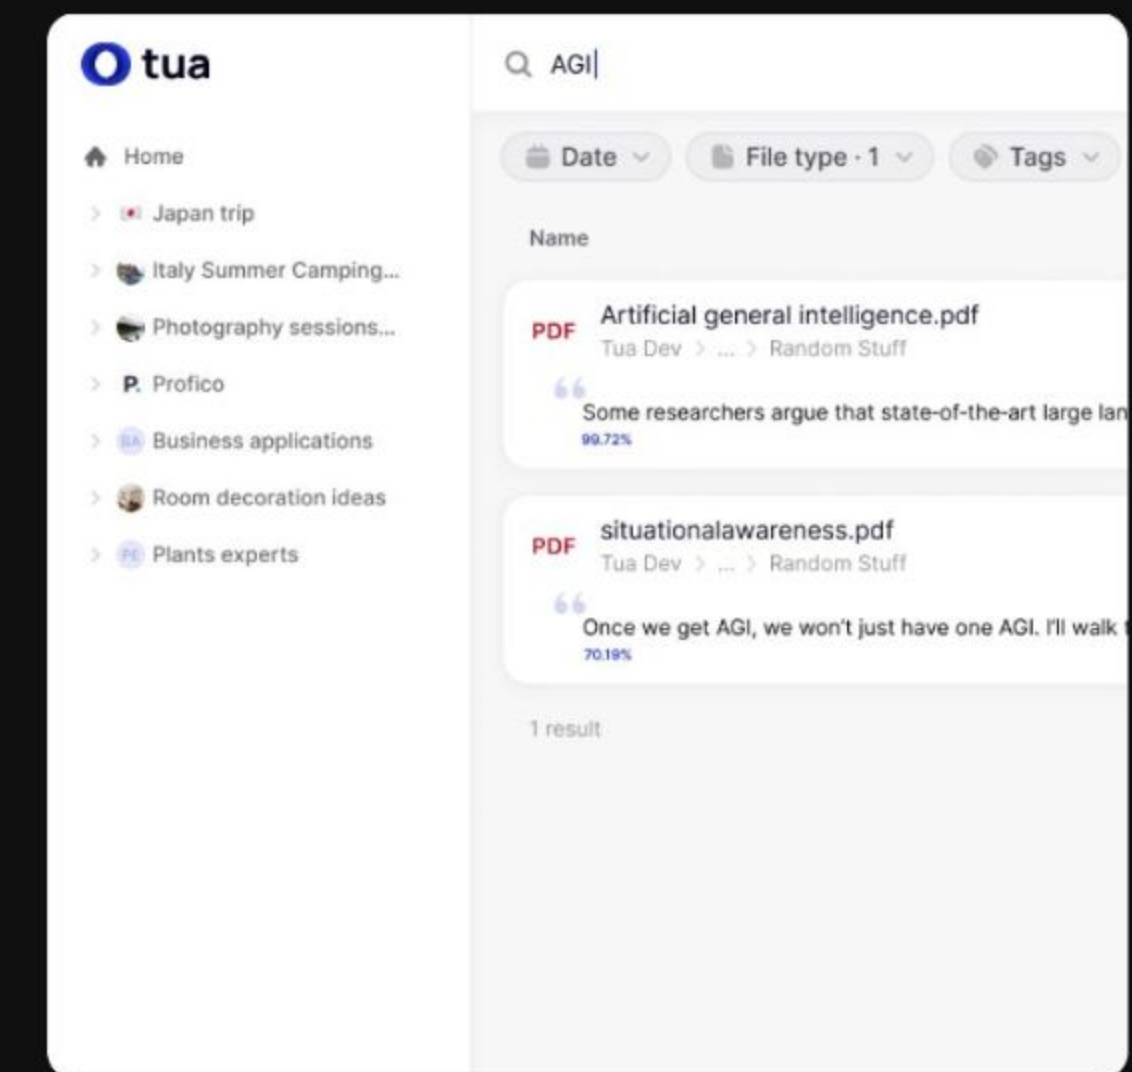 tua
Home
Japan trip
Italy Summer Camping...
Photography sessions...
P. Profico
BA Business applications
Room decoration ideas
PE Plants experts
AGI
Date
File type · 1
Tags
Name
PDF
Artificial general intelligence.pdf
Tua Dev > ... > Random Stuff
“
Some researchers argue that state-of-the-art large lan
99.72%
PDF
situationalawareness.pdf
Tua Dev > ... > Random Stuff
“
Once we get AGI, we won't just have one AGI. I'll walk
70.19%
1 result